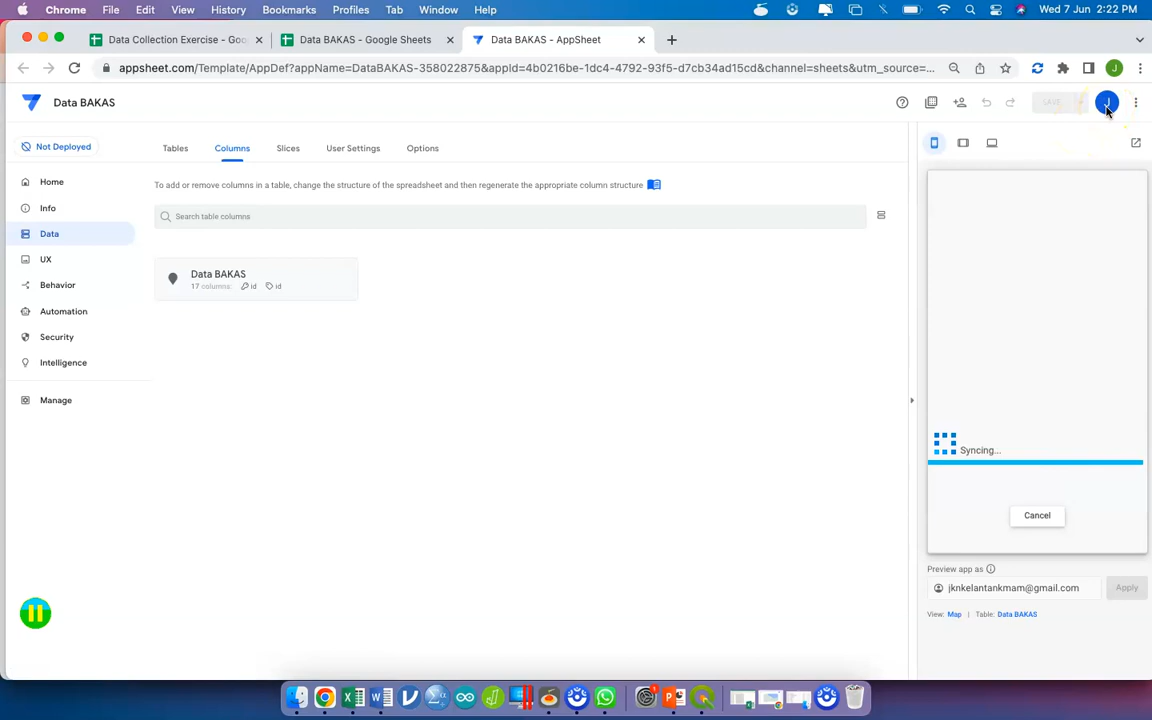 Chrome File Edit View History Bookmarks Profiles Tab Window Help Wed 7 Jun 2:22 PM
Data Collection Exercise - Goo Data BAKAS - Google Sheets Data BAKAS - AppSheet
appsheet.com/Template/AppDef?appName=DataBAKAS-358022875&appId=4b0216be-1dc4-4792-93f5-d7cb34ad15cd&channel=sheets&utm_source=... J
Data BAKAS SAVE J
Not Deployed
Tables Columns Slices User Settings Options
Home
To add or remove columns in a table, change the structure of the spreadsheet and then regenerate the appropriate column structure
Info
Search table columns
Data
UX
Data BAKAS
17 columns: id id
Behavior
Automation
Security
Intelligence
Manage
Syncing...
Cancel
Preview app as
jknkelantankmam@gmail.com Apply
View: Map | Table: Data BAKAS